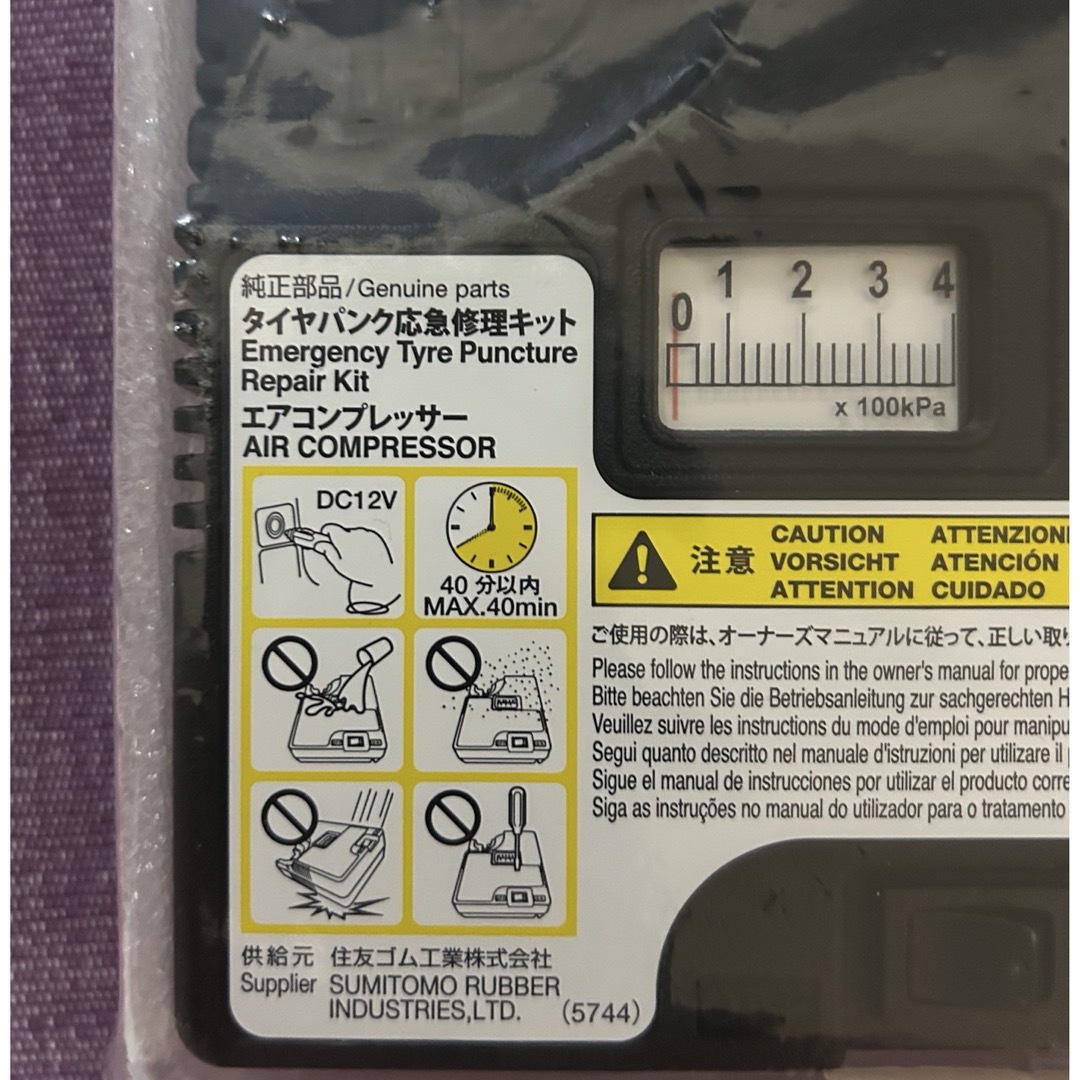 純正部品/Genuine parts
タイヤパンク応急修理キット
Emergency Tyre Puncture
Repair Kit
エアコンプレッサー
AIR COMPRESSOR
DC12V
40 分以内
MAX.40min
供給元 住友ゴム工業株式会社
Supplier SUMITOMO RUBBER
INDUSTRIES,LTD. (5744)
0 1 2 3 4
x 100kPa
注意
CAUTION ATTENZION
VORSICHT ATENCIÓN
ATTENTION CUIDADO
ご使用の際は、オーナーズマニュアルに従って、正しい取
Please follow the instructions in the owner's manual for prope
Bitte beachten Sie die Betriebsanleitung zur sachgerechten H
Veuillez suivre les instructions du mode d'emploi pour manipu
Segui quanto descritto nel manuale d'istruzioni per utilizare il
Sigue el manual de instrucciones por utilizar el producto corre
Siga as instruções no manual do utilizador para o tratamento